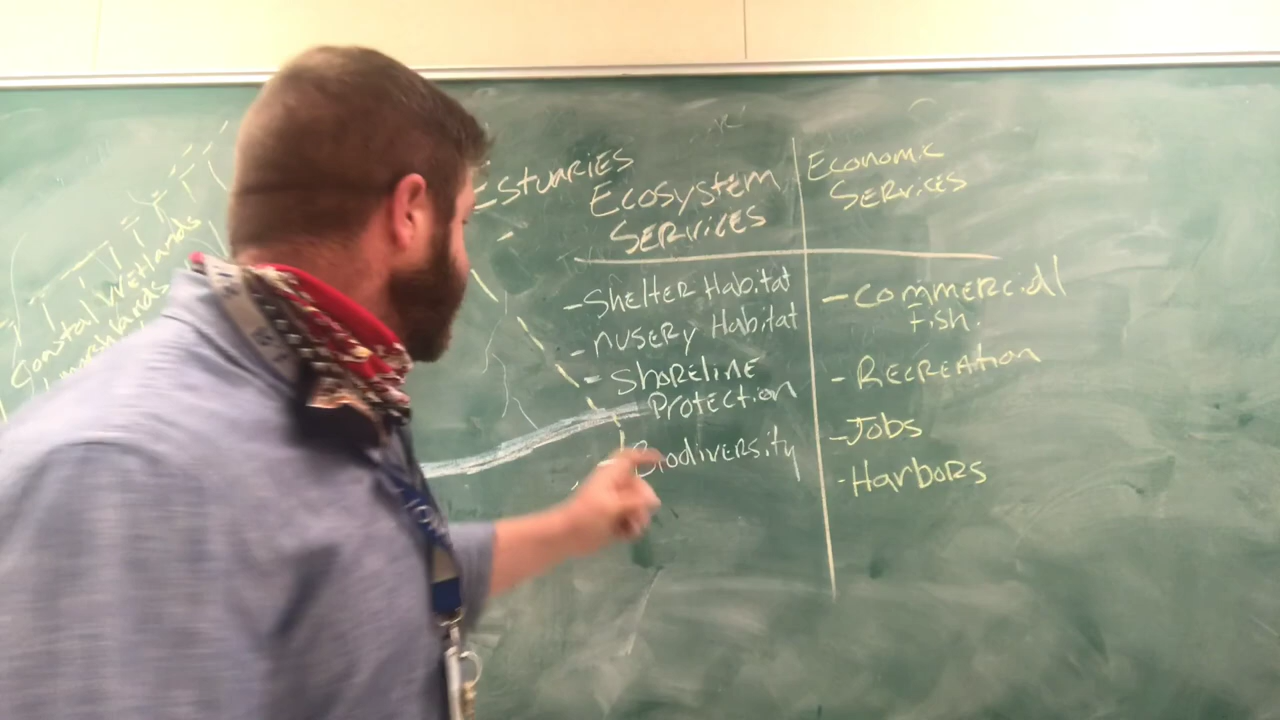 Coastal Wetlands
marshlands
Estuaries
Ecosystem
Services
- Shelter Habitat
- nusery Habitat
- Shoreline
Protection
Biodiversity
Economic
Services
- Commercial
Fish.
- Recreation
- Jobs
- Harbors